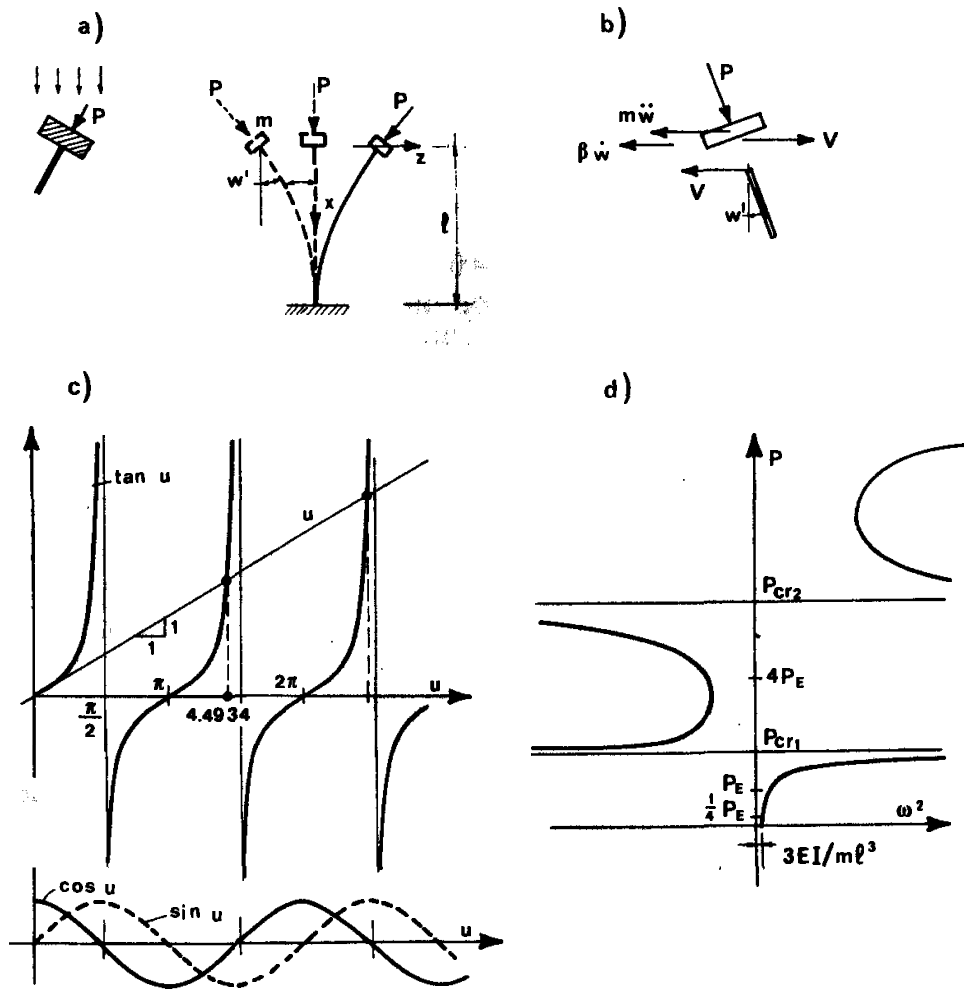 a)
P
P
m
w'
P
x
P
z
ℓ
b)
P
mẅ
βẇ
V
V
w'
c)
tan u
u
1
1
π/2
π
4.4934
2π
u
cos u
sin u
u
d)
P
Pcr2
4PE
Pcr1
PE
1/4 PE
ω²
3EI/mℓ³